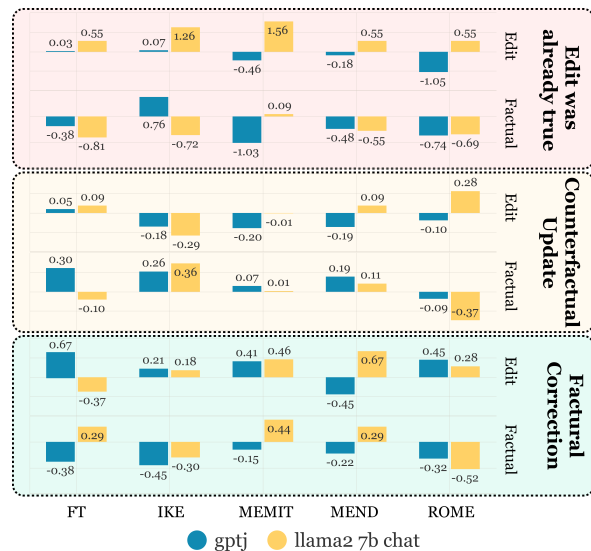 0.03 0.55 0.07 1.26 -0.46 1.56 -0.18 0.55 -1.05 0.55
Edit
-0.38 -0.81 0.76 -0.72 -1.03 0.09 -0.48 -0.55 -0.74 -0.69
Factual
Edit was
already true
0.05 0.09 -0.18 -0.29 -0.20 -0.01 -0.19 0.09 -0.10 0.28
Edit
0.30 -0.10 0.26 0.36 0.07 0.01 0.19 0.11 -0.09 -0.37
Factual
Counterfactual
Update
0.67 -0.37 0.21 0.18 0.41 0.46 -0.45 0.67 0.45 0.28
Edit
-0.38 0.29 -0.45 -0.30 -0.15 0.44 -0.22 0.29 -0.32 -0.52
Factual
Factural
Correction
FT IKE MEMIT MEND ROME
gptj llama2 7b chat